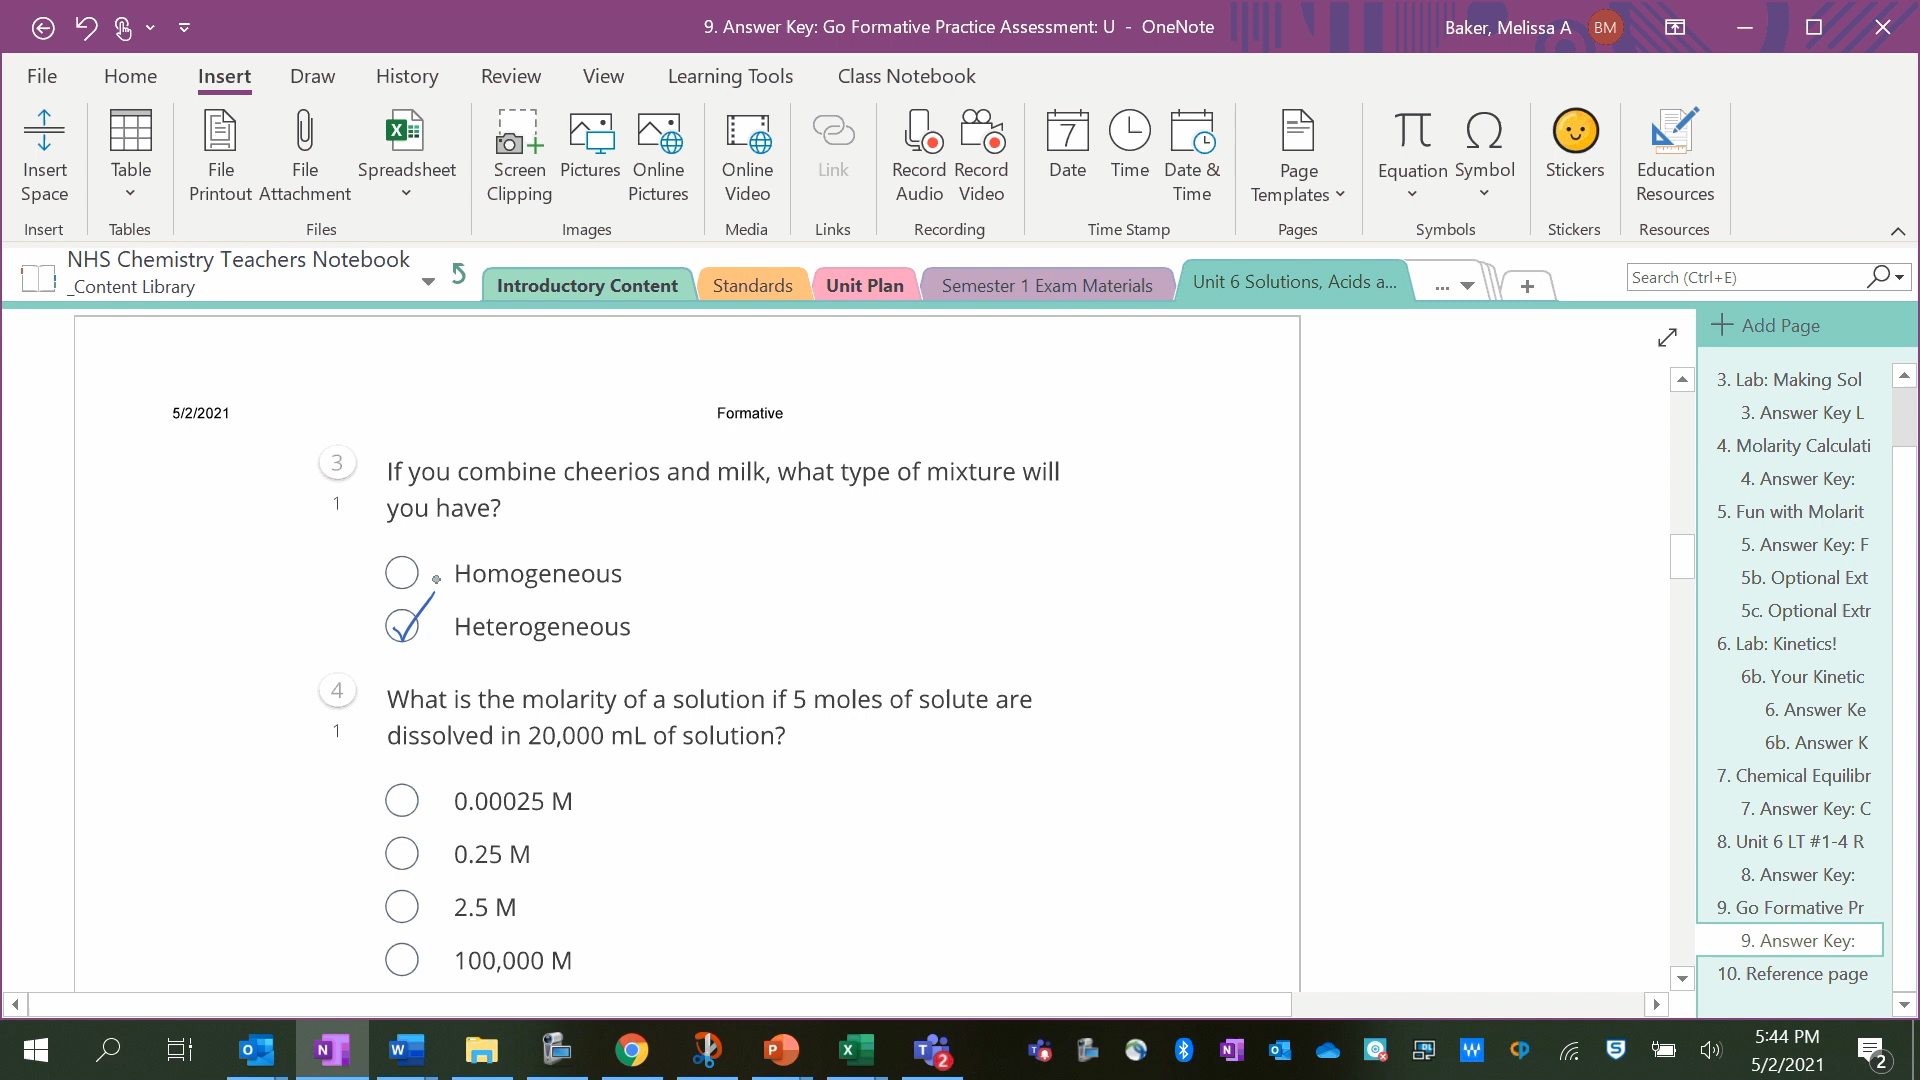 9. Answer Key: Go Formative Practice Assessment: U - OneNote
Baker, Melissa A
BM
File Home Insert Draw History Review View Learning Tools Class Notebook
Insert Space
Table
File Printout
File Attachment
Spreadsheet
Screen Clipping
Pictures
Online Pictures
Online Video
Link
Record Audio
Record Video
7
Date
Time
Date & Time
Page Templates
π
Equation
Ω
Symbol
Stickers
Education Resources
Insert Tables Files Images Media Links Recording Time Stamp Pages Symbols Stickers Resources
NHS Chemistry Teachers Notebook
_Content Library
Introductory Content
Standards
Unit Plan
Semester 1 Exam Materials
Unit 6 Solutions, Acids a...
...
Search (Ctrl+E)
5/2/2021
Formative
3
1
If you combine cheerios and milk, what type of mixture will
you have?
Homogeneous
Heterogeneous
4
1
What is the molarity of a solution if 5 moles of solute are
dissolved in 20,000 mL of solution?
0.00025 M
0.25 M
2.5 M
100,000 M
Add Page
3. Lab: Making Sol
3. Answer Key L
4. Molarity Calculati
4. Answer Key:
5. Fun with Molarit
5. Answer Key: F
5b. Optional Ext
5c. Optional Extr
6. Lab: Kinetics!
6b. Your Kinetic
6. Answer Ke
6b. Answer K
7. Chemical Equilibr
7. Answer Key: C
8. Unit 6 LT #1-4 R
8. Answer Key:
9. Go Formative Pr
9. Answer Key:
10. Reference page
5:44 PM
5/2/2021
2